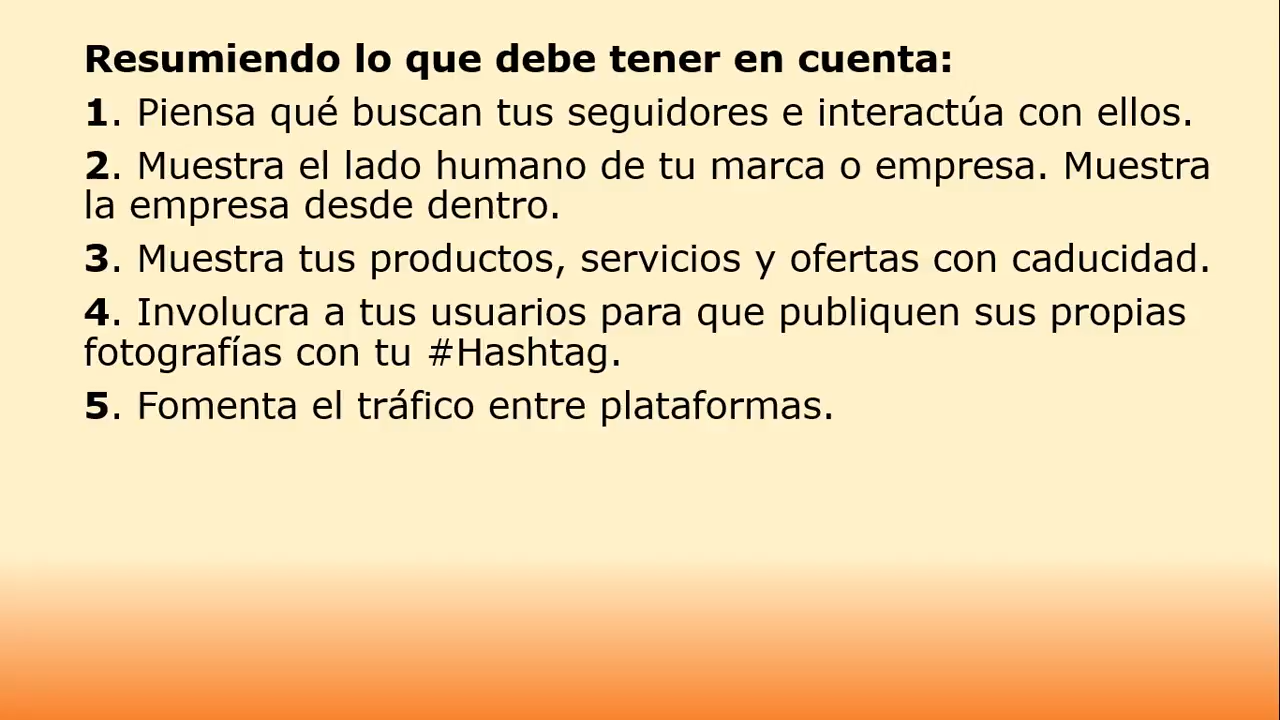 Resumiendo lo que debe tener en cuenta:
1. Piensa qué buscan tus seguidores e interactúa con ellos.
2. Muestra el lado humano de tu marca o empresa. Muestra
la empresa desde dentro.
3. Muestra tus productos, servicios y ofertas con caducidad.
4. Involucra a tus usuarios para que publiquen sus propias
fotografías con tu #Hashtag.
5. Fomenta el tráfico entre plataformas.